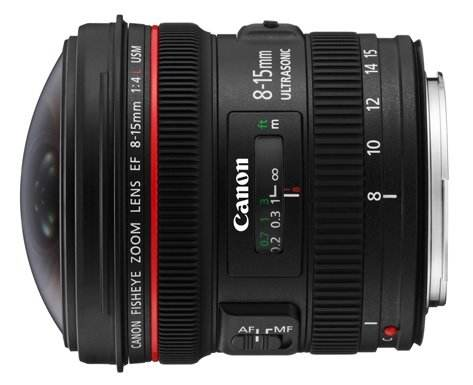 CANON FISHEYE ZOOM LENS EF 8-15mm 1:4 L USM
8-15mm
ULTRASONIC
ft m
Canon
0.7 1 3
0.2 0.3 1 ∞
AF MF
8 10 12 14 15